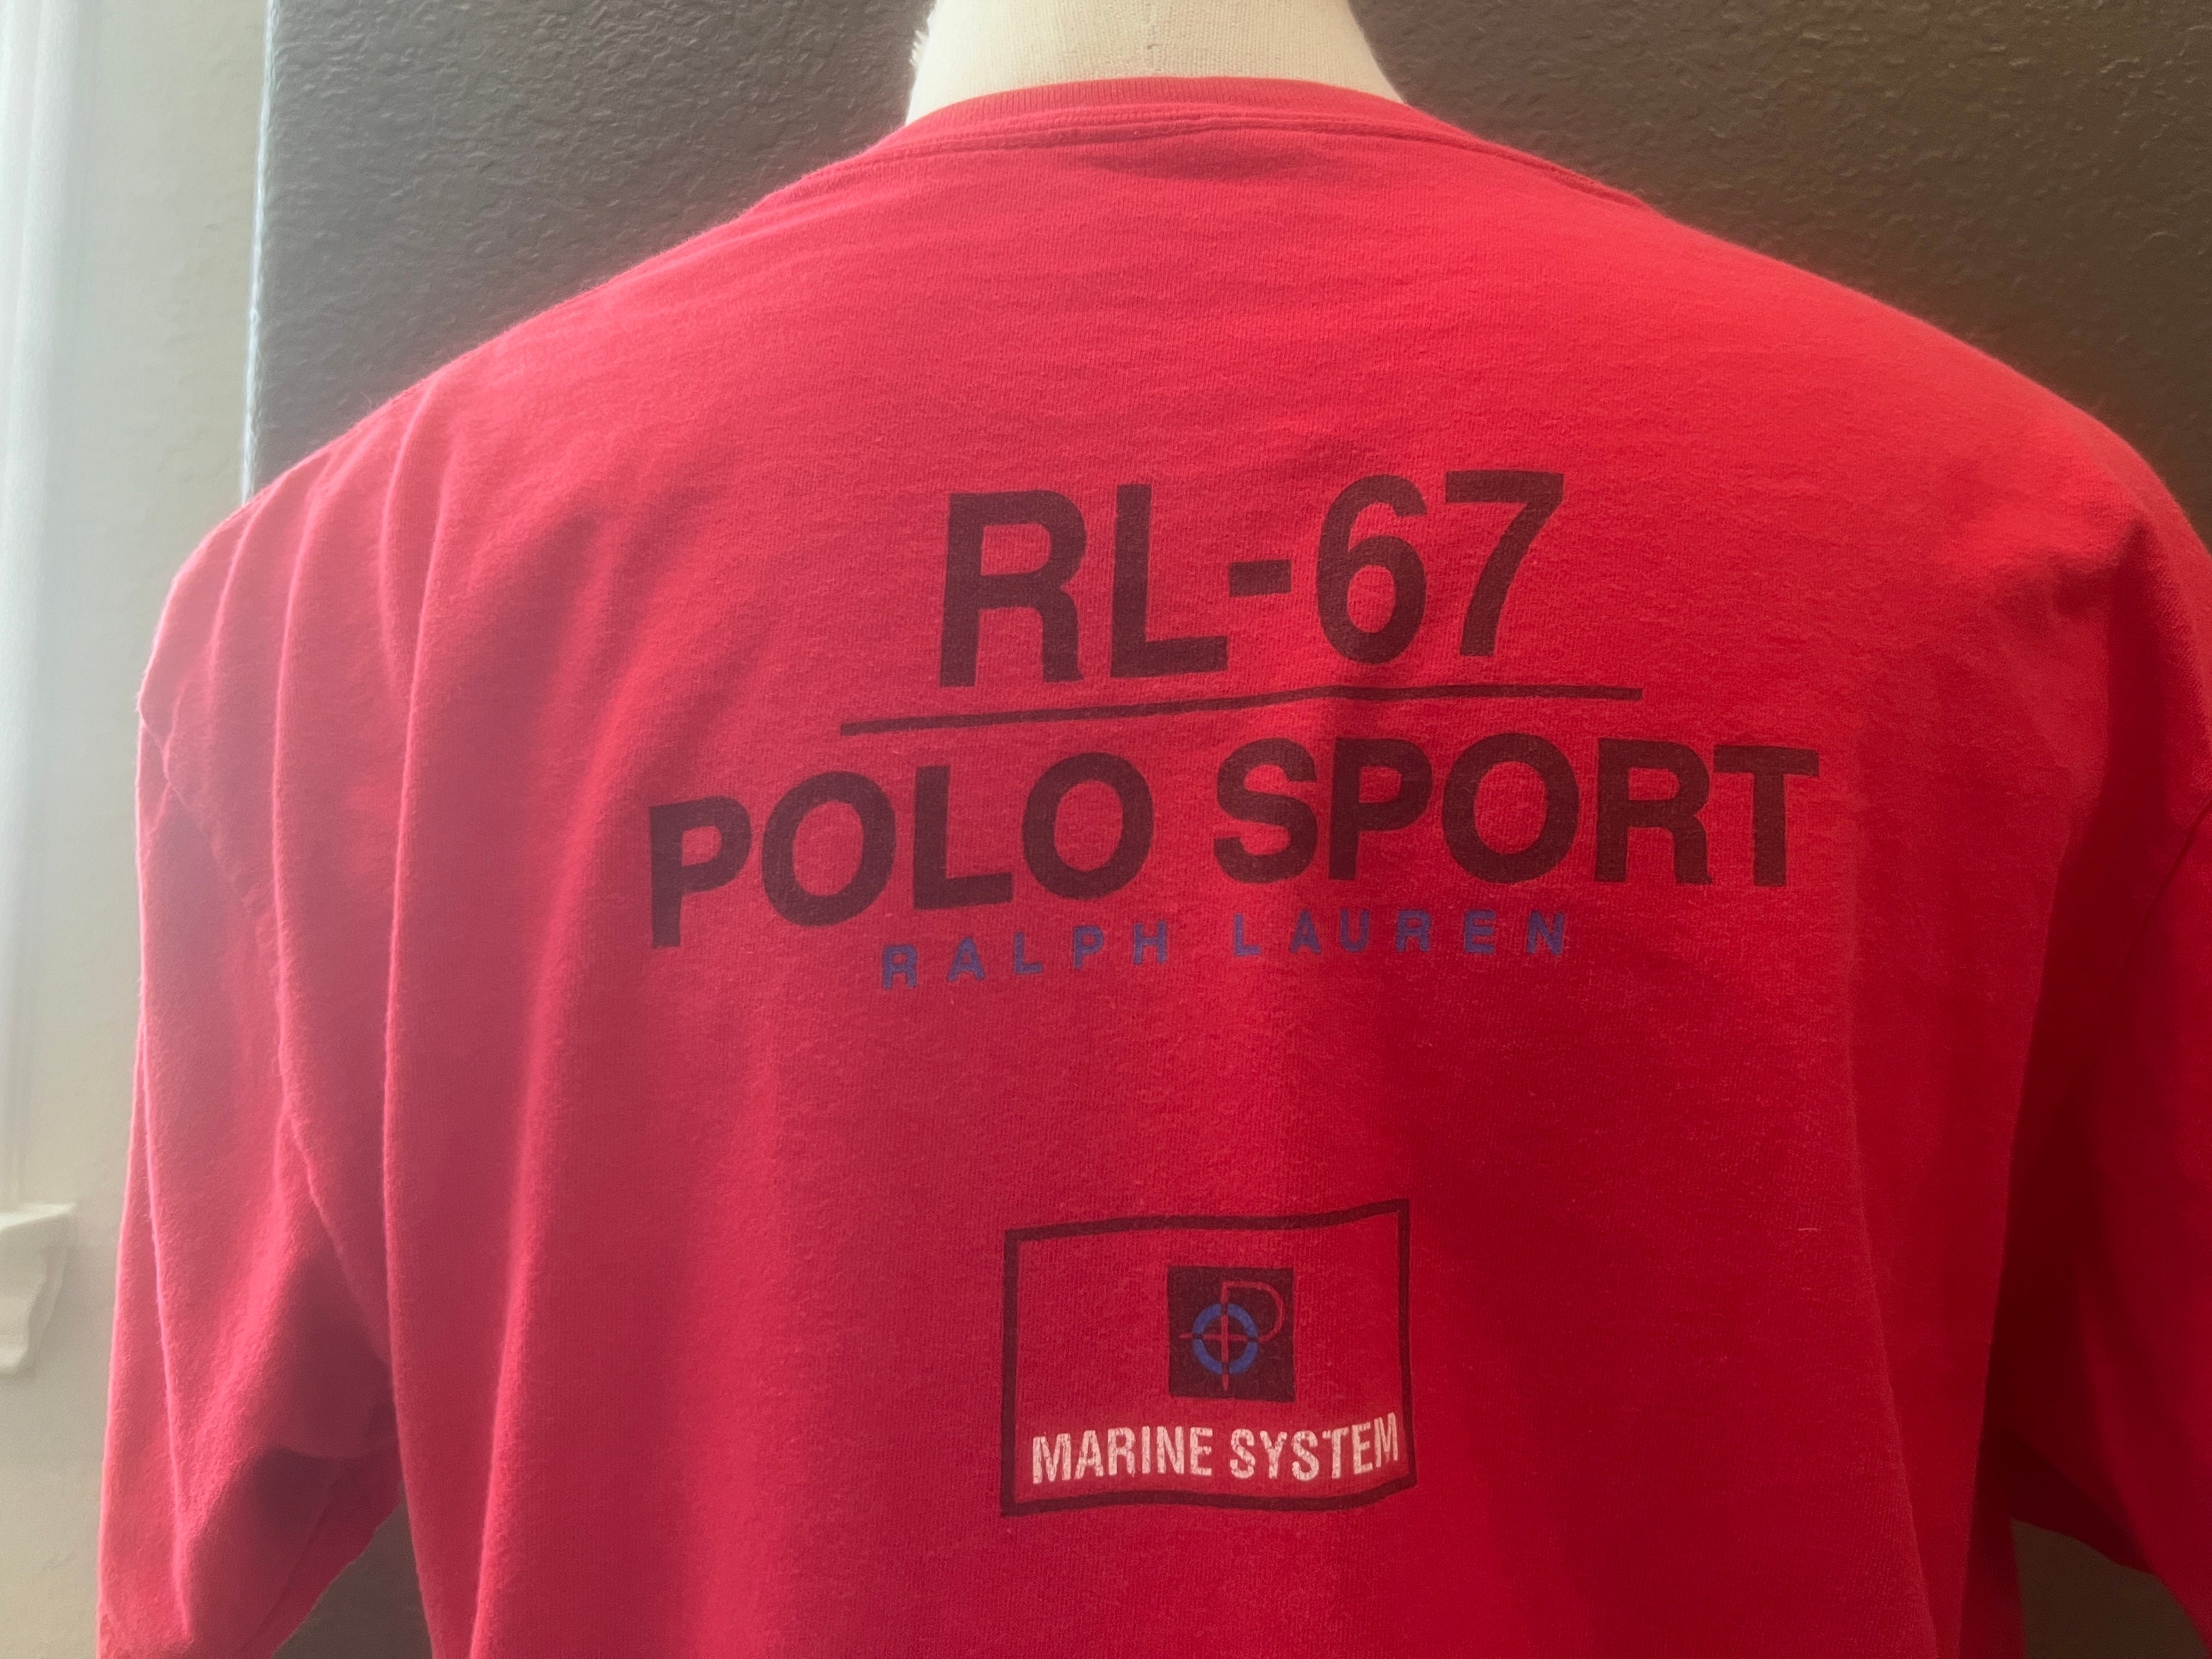 RL-67
POLO SPORT
RALPH LAUREN
P
MARINE SYSTEM